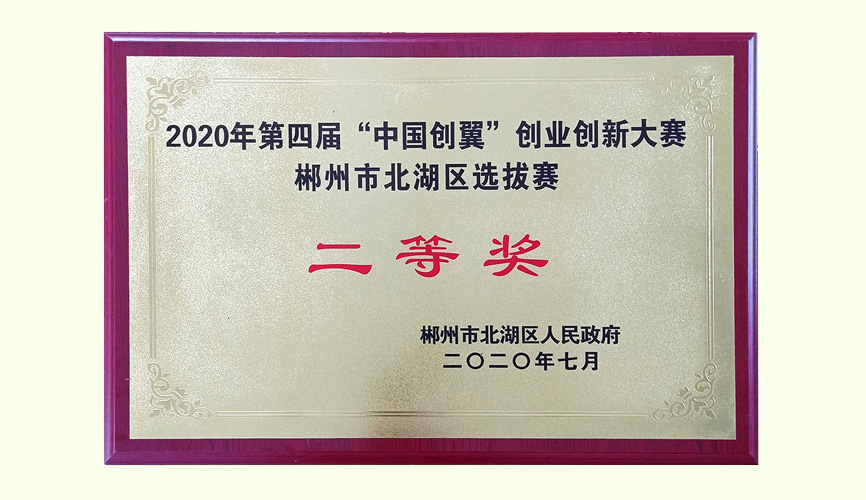 2020年第四届“中国创翼”创业创新大赛
郴州市北湖区选拔赛
二等奖
郴州市北湖区人民政府
二〇二〇年七月